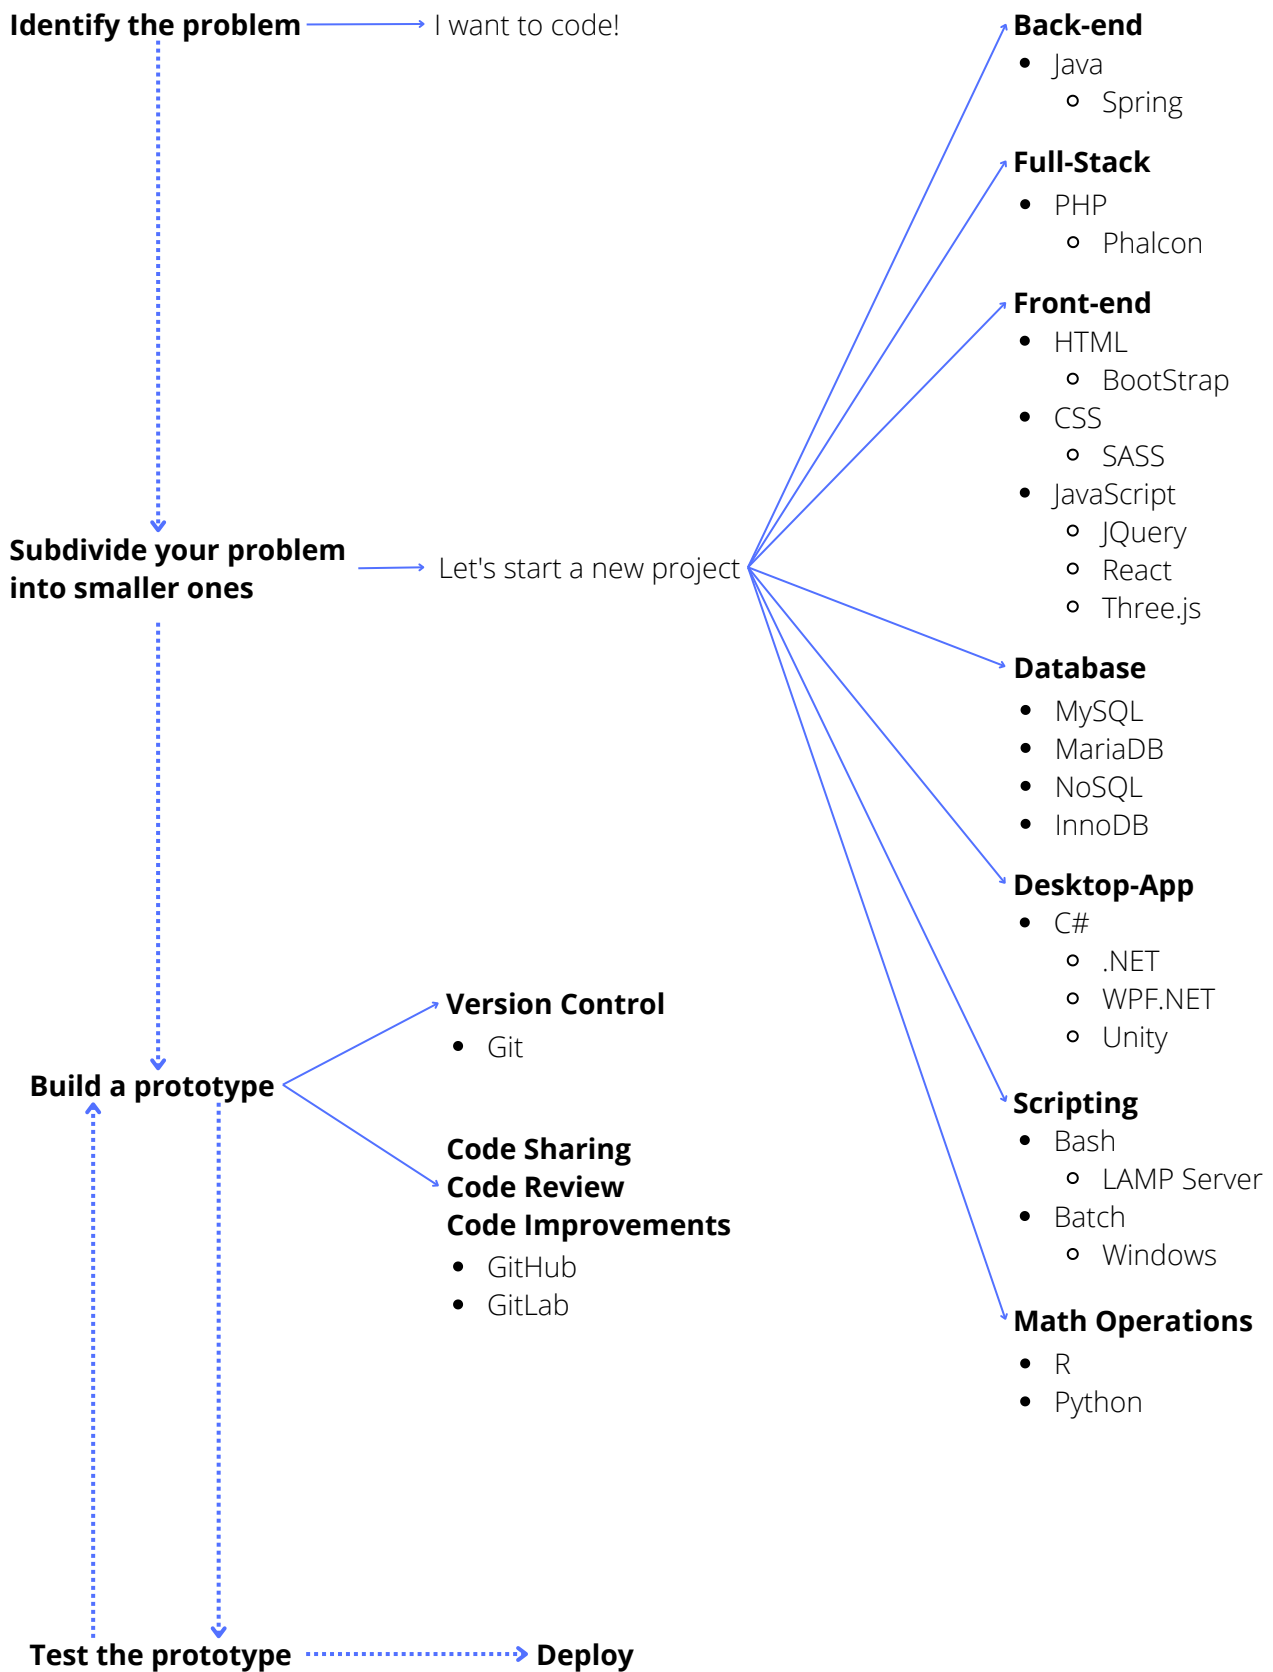 Identify the problem
I want to code!
Back-end
Java
Spring
Full-Stack
PHP
Phalcon
Front-end
HTML
BootStrap
CSS
SASS
JavaScript
JQuery
React
Three.js
Subdivide your problem
into smaller ones
Let's start a new project
Database
MySQL
MariaDB
NoSQL
InnoDB
Desktop-App
C#
.NET
WPF.NET
Unity
Scripting
Bash
LAMP Server
Batch
Windows
Math Operations
R
Python
Build a prototype
Version Control
Git
Code Sharing
Code Review
Code Improvements
GitHub
GitLab
Test the prototype
Deploy